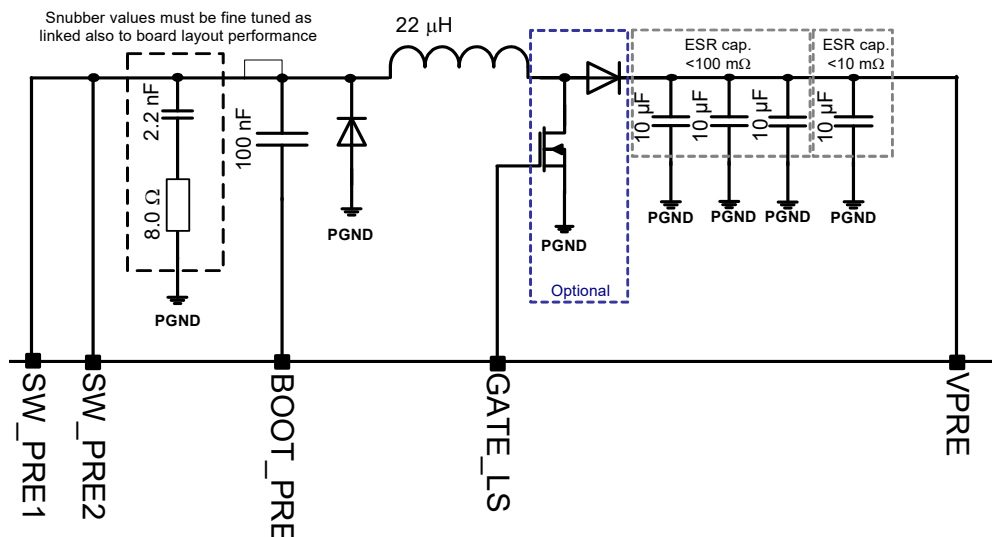 Snubber values must be fine tuned as
linked also to board layout performance
22 μH
ESR cap.
<100 mΩ
ESR cap.
<10 mΩ
2.2 nF
8.0 Ω
100 nF
10 µF
10 µF
10 µF
10 µF
PGND
PGND
PGND
PGND
PGND
PGND
PGND
Optional
SW_PRE1
SW_PRE2
BOOT_PRE
GATE_LS
VPRE